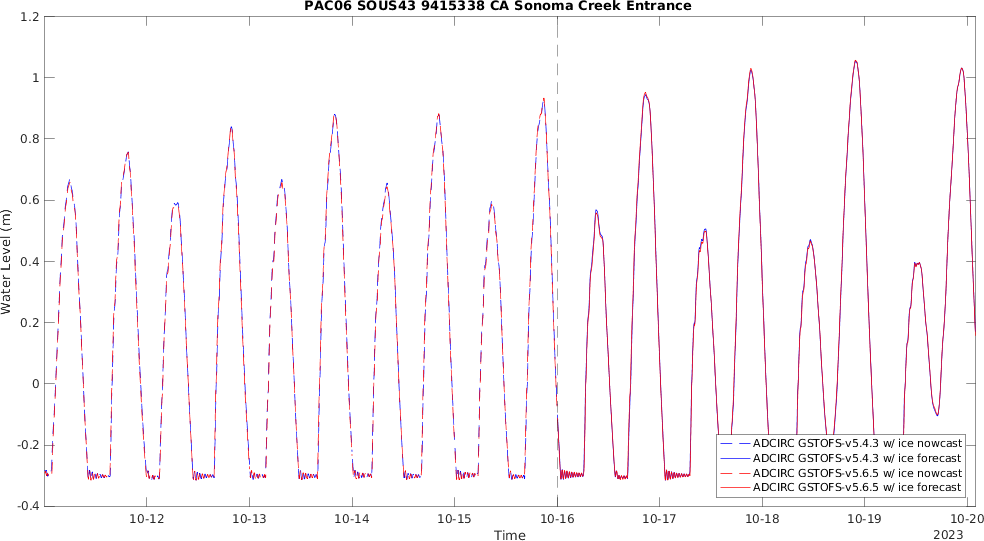 PAC06 SOUS43 9415338 CA Sonoma Creek Entrance
1.2
1
0.8
0.6
0.4
0.2
0
-0.2
-0.4
Water Level (m)
10-12 10-13 10-14 10-15 10-16 10-17 10-18 10-19 10-20
Time
2023
ADCIRC GSTOFS-v5.4.3 w/ ice nowcast
ADCIRC GSTOFS-v5.4.3 w/ ice forecast
ADCIRC GSTOFS-v5.6.5 w/ ice nowcast
ADCIRC GSTOFS-v5.6.5 w/ ice forecast